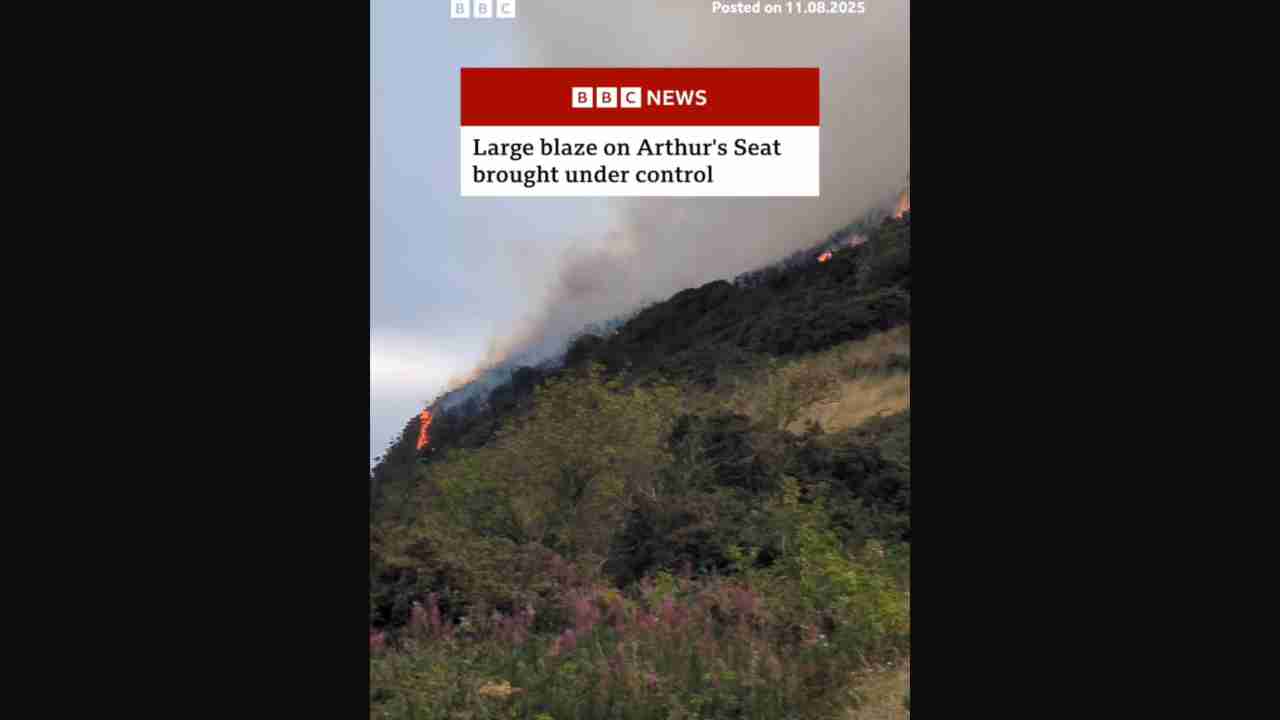 BBC
Posted on 11.08.2025
BBC NEWS
Large blaze on Arthur's Seat
brought under control